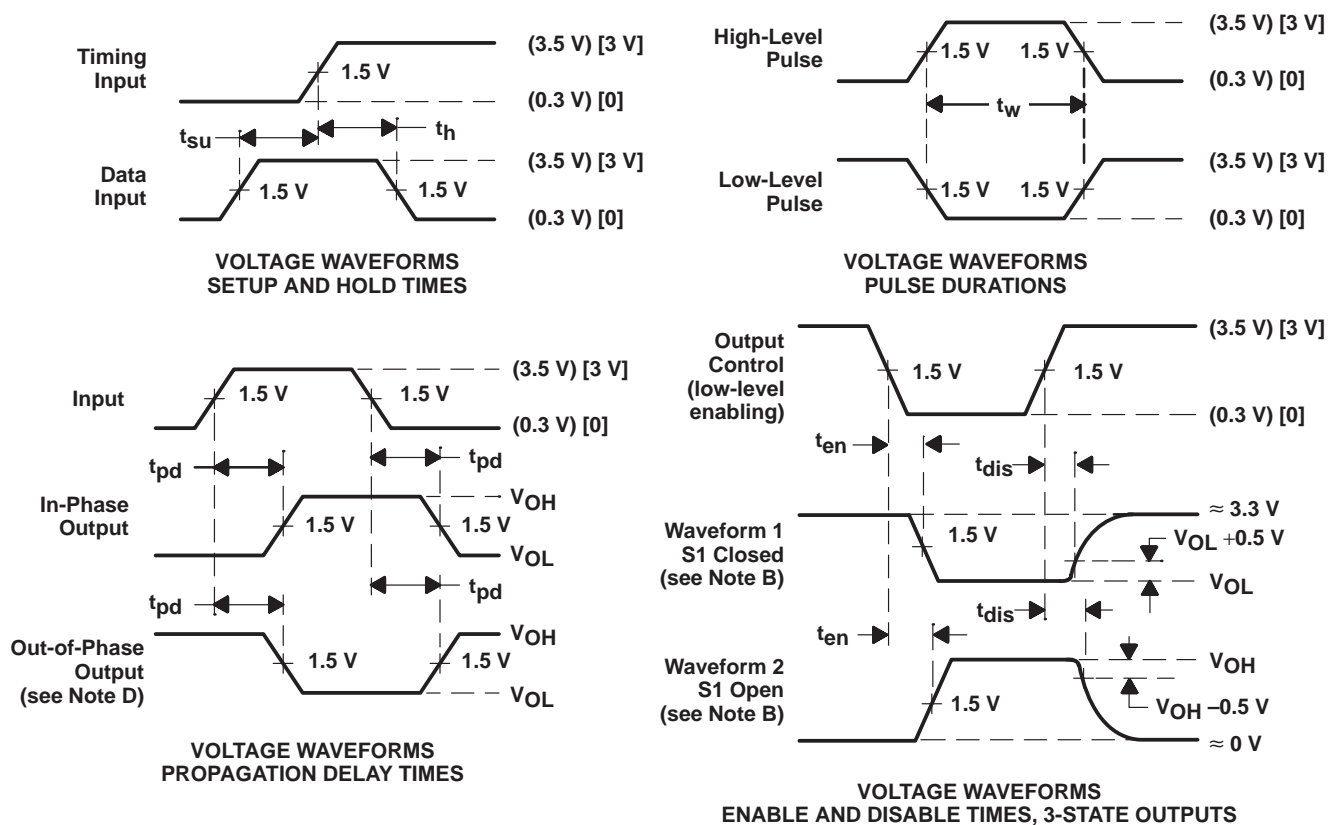 Timing
Input
1.5 V
(3.5 V) [3 V]
(0.3 V) [0]
tsu
th
Data
Input
1.5 V
1.5 V
(3.5 V) [3 V]
(0.3 V) [0]
VOLTAGE WAVEFORMS
SETUP AND HOLD TIMES
High-Level
Pulse
1.5 V
1.5 V
(3.5 V) [3 V]
(0.3 V) [0]
tw
Low-Level
Pulse
1.5 V
1.5 V
(3.5 V) [3 V]
(0.3 V) [0]
VOLTAGE WAVEFORMS
PULSE DURATIONS
Input
1.5 V
1.5 V
(3.5 V) [3 V]
(0.3 V) [0]
tpd
tpd
In-Phase
Output
1.5 V
1.5 V
VOH
VOL
tpd
tpd
Out-of-Phase
Output
(see Note D)
1.5 V
1.5 V
VOH
VOL
VOLTAGE WAVEFORMS
PROPAGATION DELAY TIMES
Output
Control
(low-level
enabling)
1.5 V
1.5 V
(3.5 V) [3 V]
(0.3 V) [0]
ten
tdis
Waveform 1
S1 Closed
(see Note B)
1.5 V
≈ 3.3 V
VOL +0.5 V
VOL
ten
tdis
Waveform 2
S1 Open
(see Note B)
1.5 V
VOH
VOH –0.5 V
≈ 0 V
VOLTAGE WAVEFORMS
ENABLE AND DISABLE TIMES, 3-STATE OUTPUTS